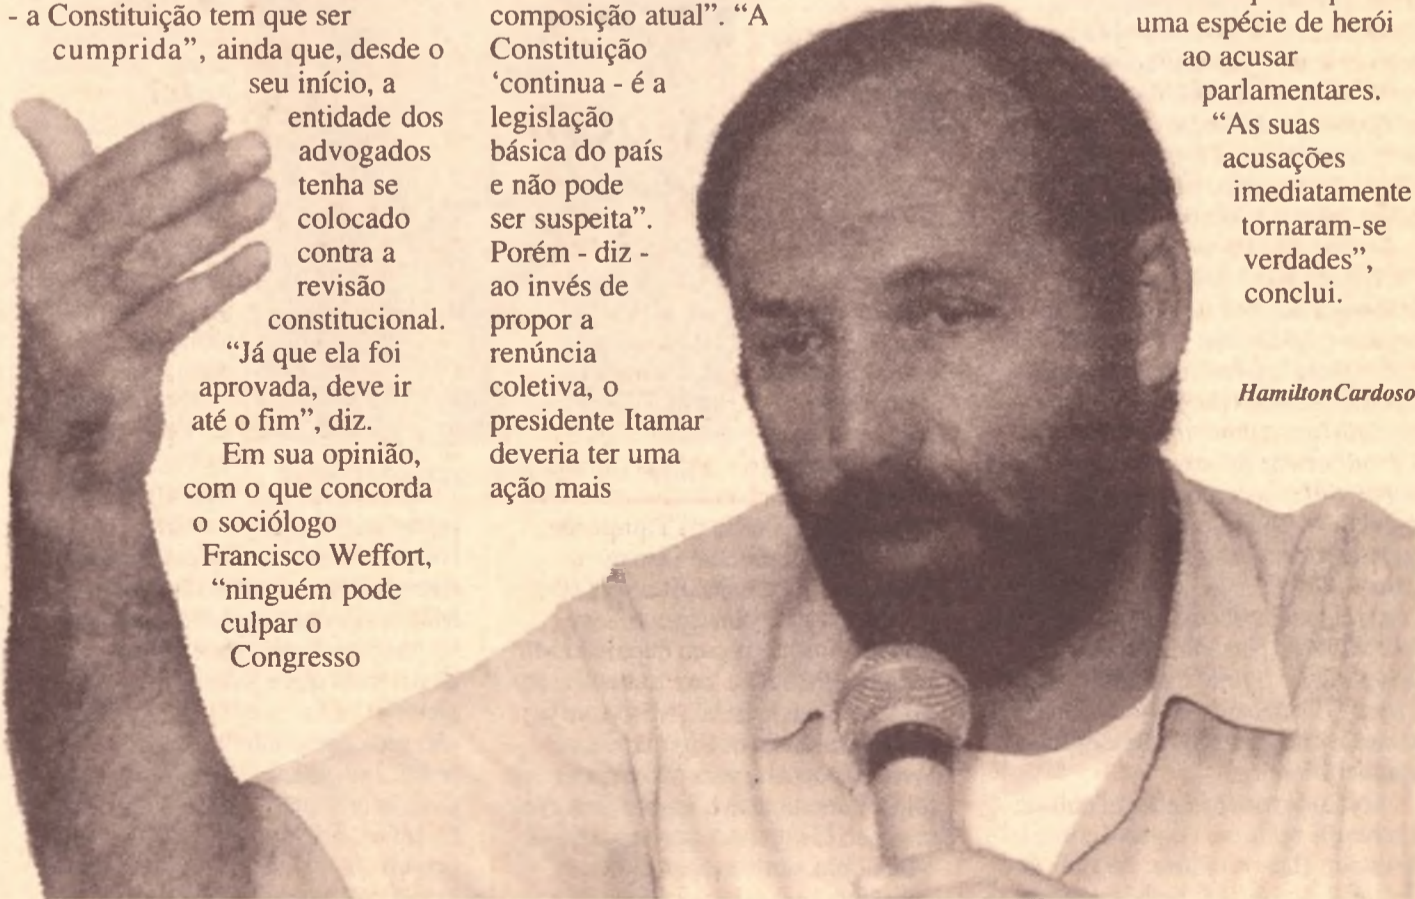 - a Constituição tem que ser
cumprida”, ainda que, desde o
seu início, a
entidade dos
advogados
tenha se
colocado
contra a
revisão
constitucional.
“Já que ela foi
aprovada, deve ir
até o fim”, diz.
Em sua opinião,
com o que concorda
o sociólogo
Francisco Weffort,
“ninguém pode
culpar o
Congresso
composição atual”. “A
Constituição
‘continua - é a
legislação
básica do país
e não pode
ser suspeita”.
Porém - diz -
ao invés de
propor a
renúncia
coletiva, o
presidente Itamar
deveria ter uma
ação mais
uma espécie de herói
ao acusar
parlamentares.
“As suas
acusações
imediatamente
tornaram-se
verdades”,
conclui.
HamiltonCardoso